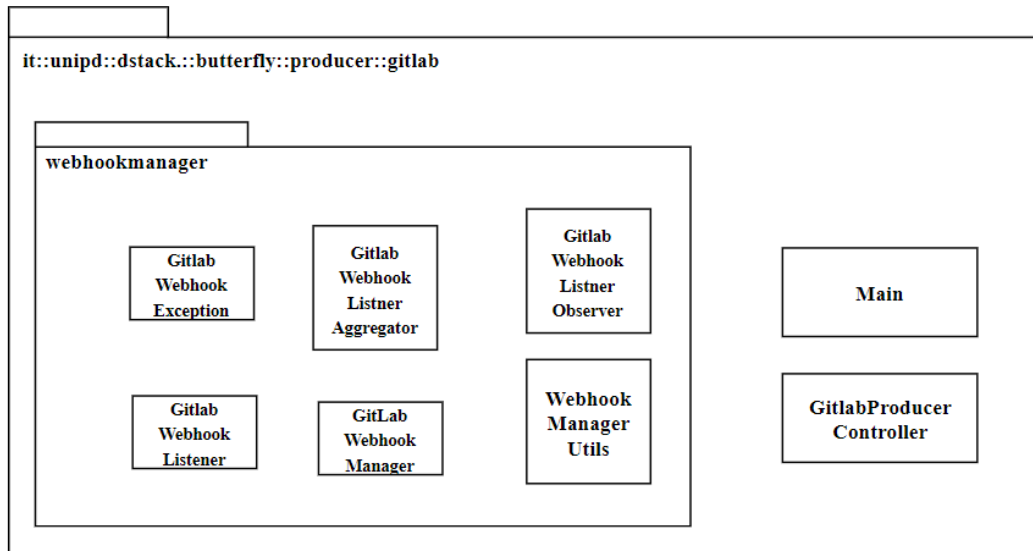 it::unipd::dstack.::butterfly::producer::gitlab
webhookmanager
Gitlab
Webhook
Exception
Gitlab
Webhook
Listner
Aggregator
Gitlab
Webhook
Listner
Observer
Main
Gitlab
Webhook
Listener
GitLab
Webhook
Manager
Webhook
Manager
Utils
GitlabProducer
Controller